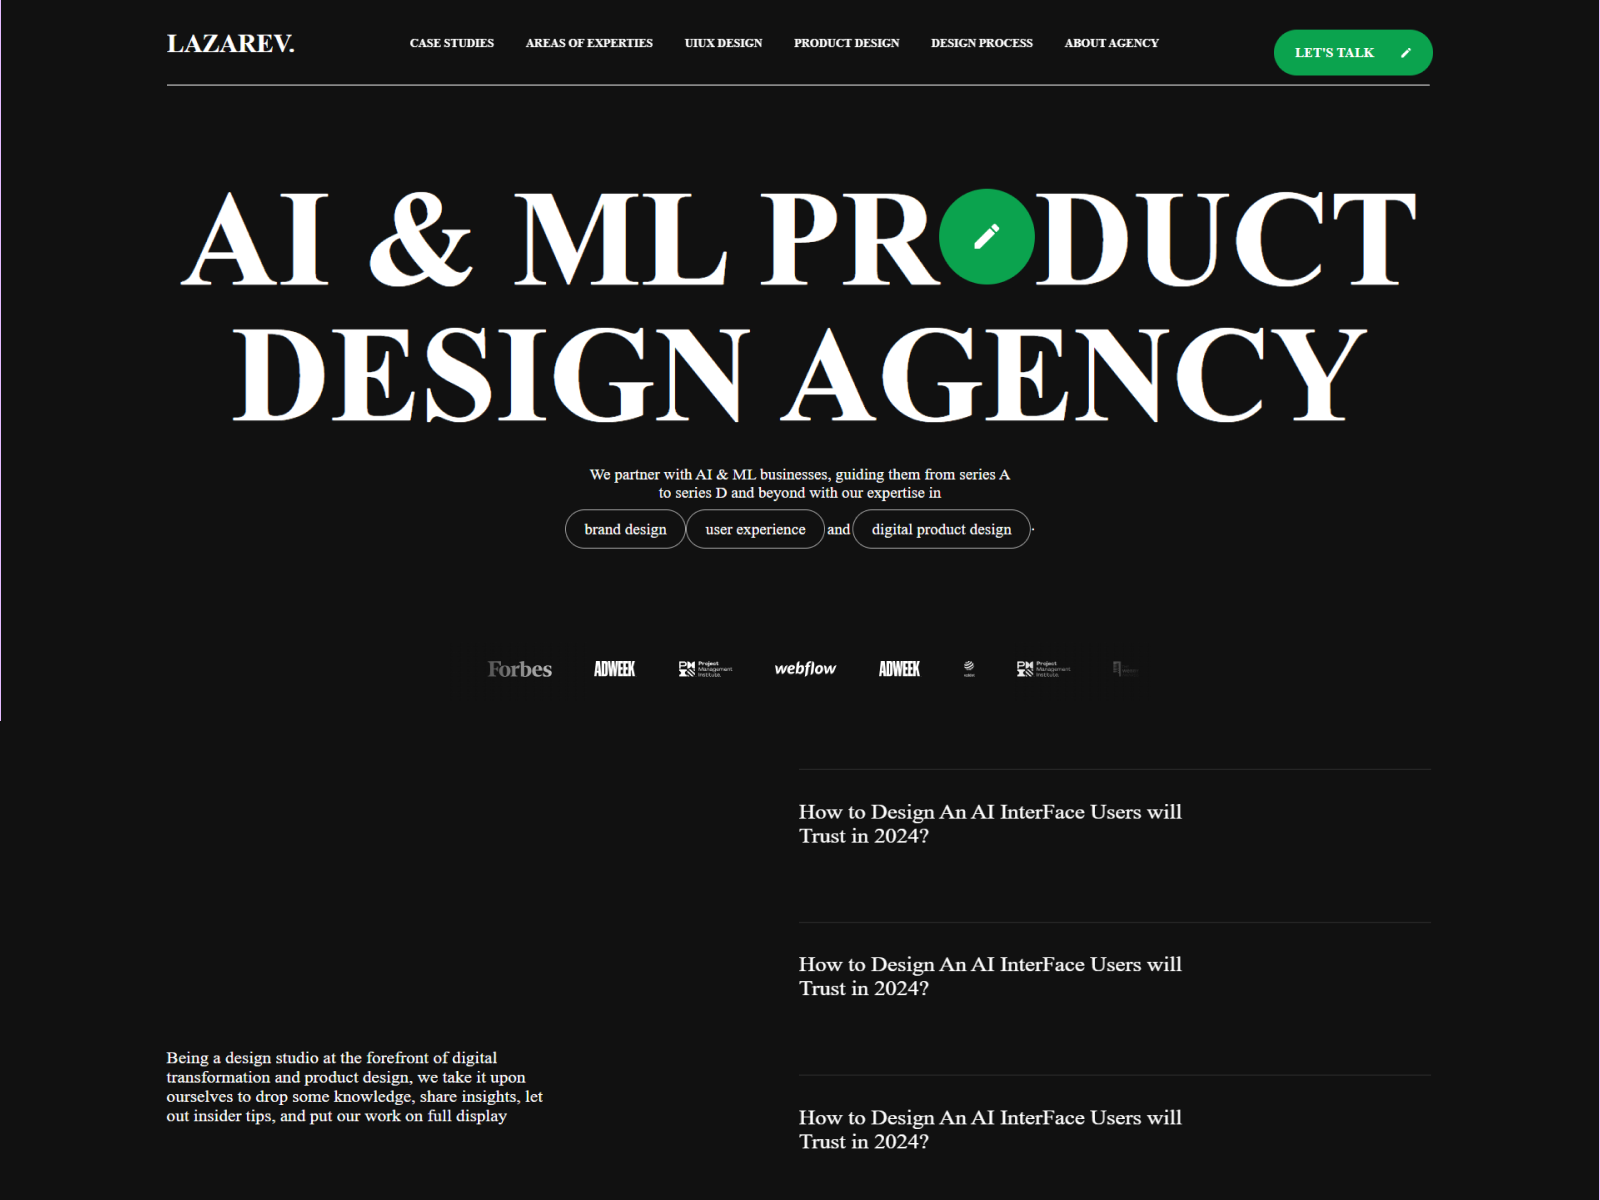 LAZAREV.
CASE STUDIES
AREAS OF EXPERTIES
UIUX DESIGN
PRODUCT DESIGN
DESIGN PROCESS
ABOUT AGENCY
LET'S TALK
AI & ML PR DUCT
DESIGN AGENCY
We partner with AI & ML businesses, guiding them from series A
to series D and beyond with our expertise in
brand design user experience and digital product design .
Forbes
ADWEEK
Project
Management
Institute.
webflow
ADWEEK
Project
Management
Institute.
How to Design An AI InterFace Users will
Trust in 2024?
How to Design An AI InterFace Users will
Trust in 2024?
Being a design studio at the forefront of digital
transformation and product design, we take it upon
ourselves to drop some knowledge, share insights, let
out insider tips, and put our work on full display
How to Design An AI InterFace Users will
Trust in 2024?